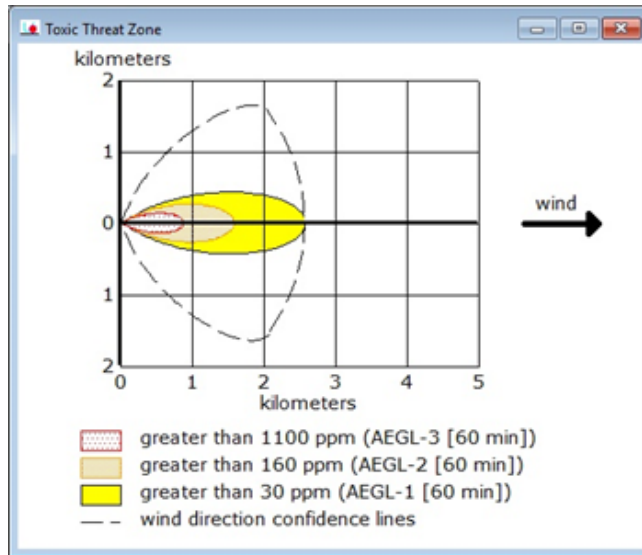 Toxic Threat Zone
kilometers
2
1
0
1
2
0 1 2 3 4 5
kilometers
wind
greater than 1100 ppm (AEGL-3 [60 min])
greater than 160 ppm (AEGL-2 [60 min])
greater than 30 ppm (AEGL-1 [60 min])
wind direction confidence lines